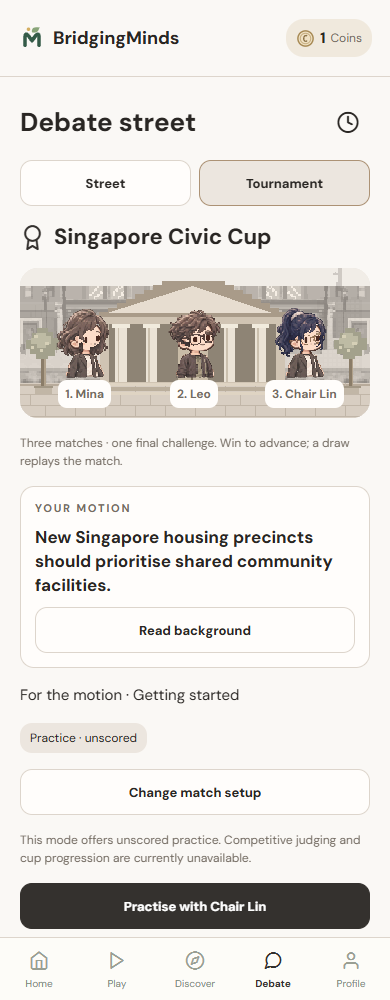 BridgingMinds
1 Coins
Debate street
Street
Tournament
Singapore Civic Cup
1. Mina
2. Leo
3. Chair Lin
Three matches · one final challenge. Win to advance; a draw
replays the match.
YOUR MOTION
New Singapore housing precincts
should prioritise shared community
facilities.
Read background
For the motion · Getting started
Practice · unscored
Change match setup
This mode offers unscored practice. Competitive judging and
cup progression are currently unavailable.
Practise with Chair Lin
Home
Play
Discover
Debate
Profile